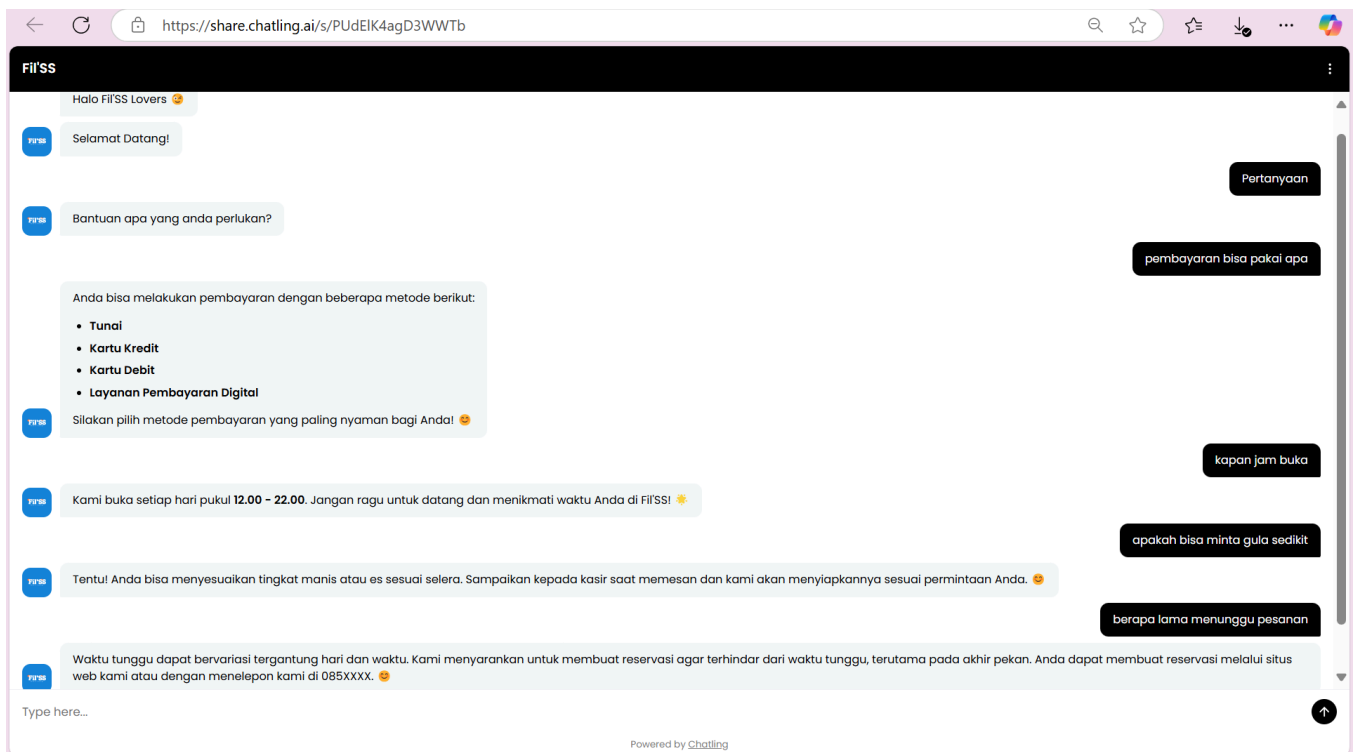 https://share.chatling.ai/s/PUdElK4agD3WWTb
Fil'SS
Halo Fil'SS Lovers 😉
Fil'SS
Selamat Datang!
Pertanyaan
Fil'SS
Bantuan apa yang anda perlukan?
pembayaran bisa pakai apa
Anda bisa melakukan pembayaran dengan beberapa metode berikut:
• Tunai
• Kartu Kredit
• Kartu Debit
• Layanan Pembayaran Digital
Fil'SS
Silakan pilih metode pembayaran yang paling nyaman bagi Anda! 😊
kapan jam buka
Fil'SS
Kami buka setiap hari pukul 12.00 - 22.00. Jangan ragu untuk datang dan menikmati waktu Anda di Fil'SS! 🌟
apakah bisa minta gula sedikit
Fil'SS
Tentu! Anda bisa menyesuaikan tingkat manis atau es sesuai selera. Sampaikan kepada kasir saat memesan dan kami akan menyiapkannya sesuai permintaan Anda. 😊
berapa lama menunggu pesanan
Waktu tunggu dapat bervariasi tergantung hari dan waktu. Kami menyarankan untuk membuat reservasi agar terhindar dari waktu tunggu, terutama pada akhir pekan. Anda dapat membuat reservasi melalui situs
Fil'SS
web kami atau dengan menelepon kami di 085XXXX. 😊
Type here...
Powered by Chatling